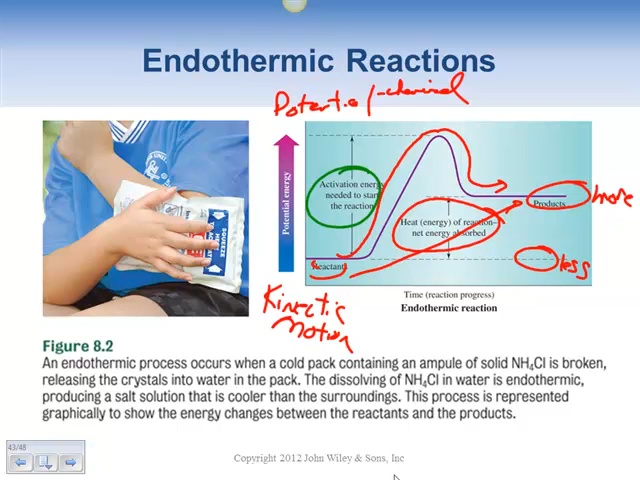 Endothermic Reactions
Potential - chemical
Potential energy
Activation energy
needed to start
the reaction
Heat (energy) of reaction–
net energy absorbed
Products
more
Reactants
less
Time (reaction progress)
Endothermic reaction
Kinectic
motion
SQUEEZE
Figure 8.2
An endothermic process occurs when a cold pack containing an ampule of solid NH₄Cl is broken,
releasing the crystals into water in the pack. The dissolving of NH₄Cl in water is endothermic,
producing a salt solution that is cooler than the surroundings. This process is represented
graphically to show the energy changes between the reactants and the products.
43/48
Copyright 2012 John Wiley & Sons, Inc